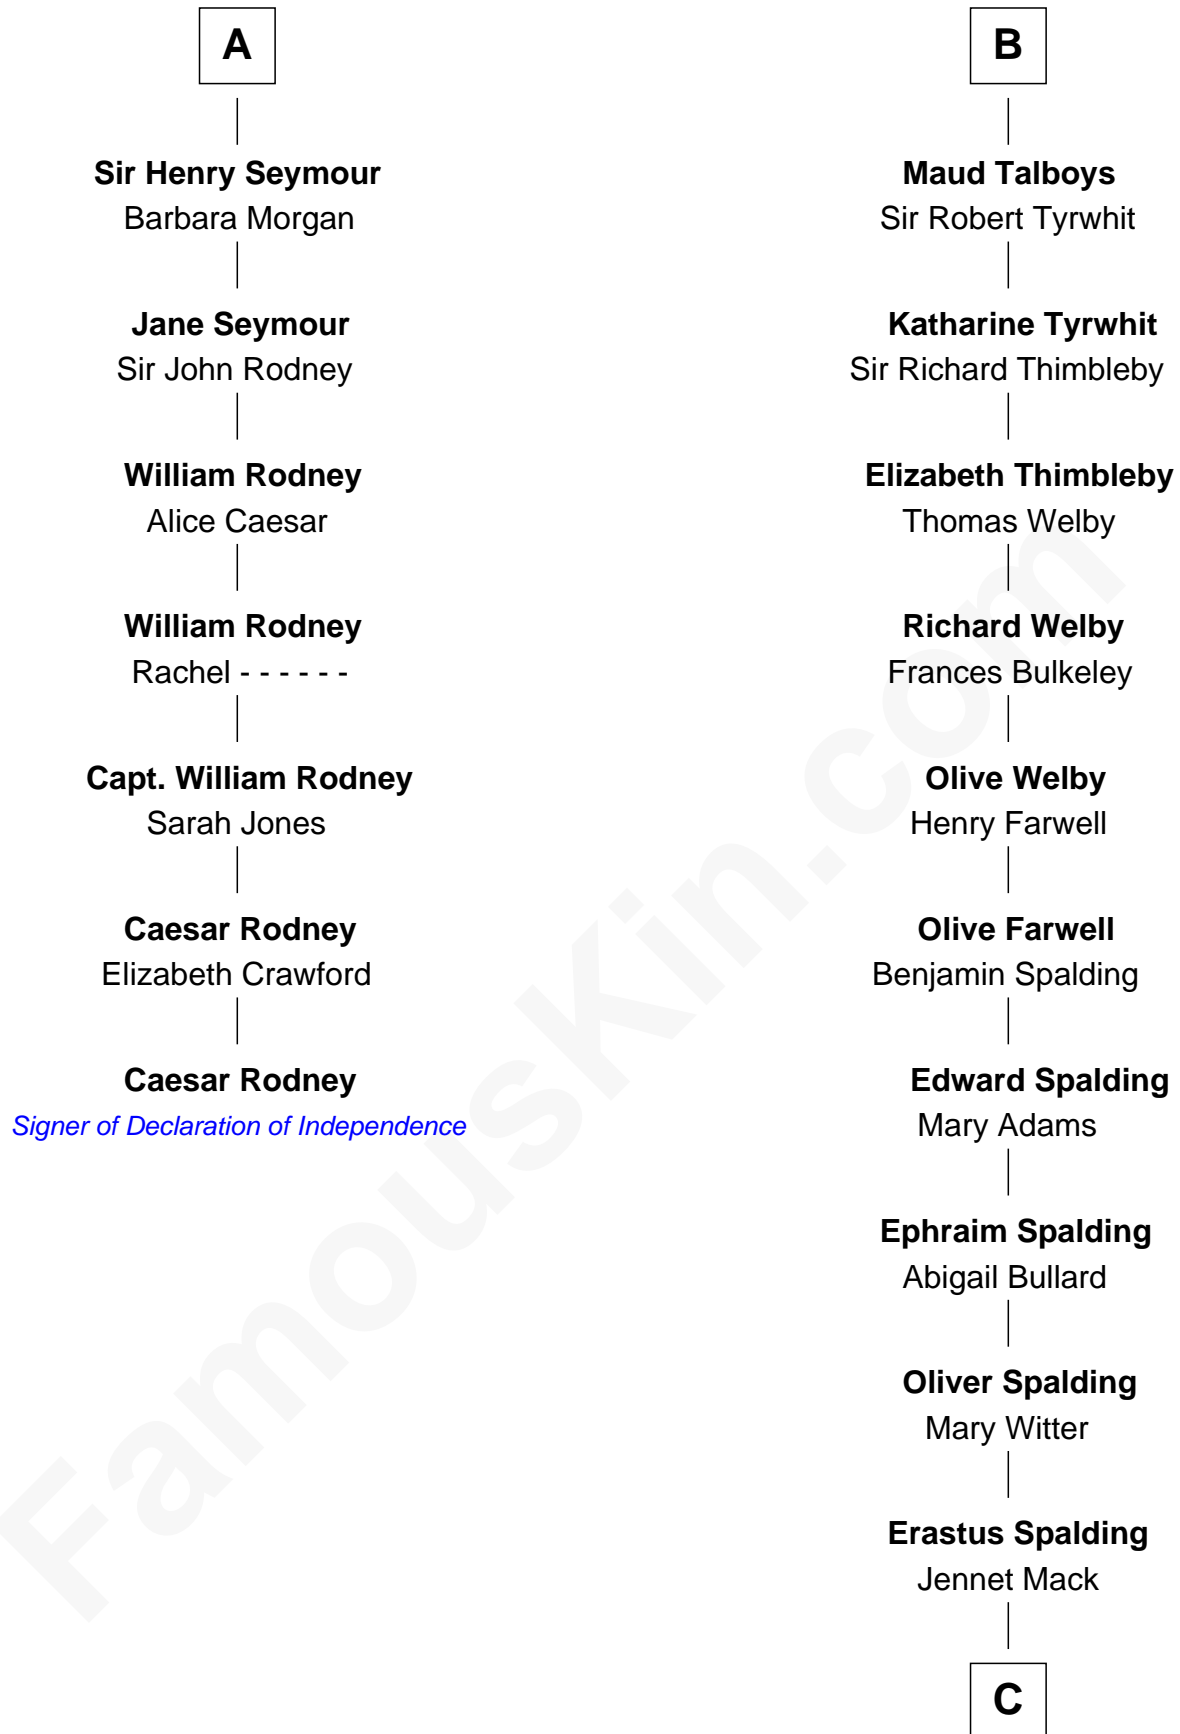 A
Sir Henry Seymour
Barbara Morgan
Jane Seymour
Sir John Rodney
William Rodney
Alice Caesar
William Rodney
Rachel - - - - - -
Capt. William Rodney
Sarah Jones
Caesar Rodney
Elizabeth Crawford
Caesar Rodney
Signer of Declaration of Independence
B
Maud Talboys
Sir Robert Tyrwhit
Katharine Tyrwhit
Sir Richard Thimbleby
Elizabeth Thimbleby
Thomas Welby
Richard Welby
Frances Bulkeley
Olive Welby
Henry Farwell
Olive Farwell
Benjamin Spalding
Edward Spalding
Mary Adams
Ephraim Spalding
Abigail Bullard
Oliver Spalding
Mary Witter
Erastus Spalding
Jennet Mack
C
FamousKin.com